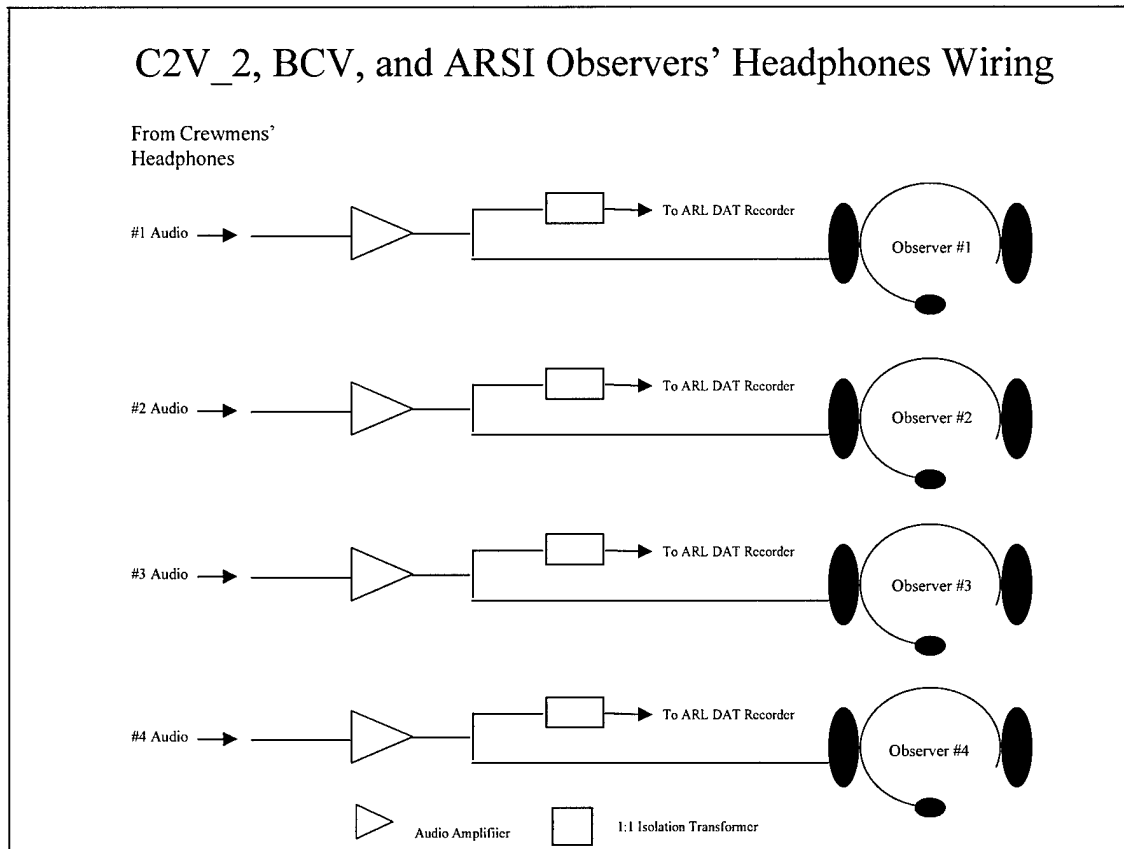 C2V_2, BCV, and ARSI Observers' Headphones Wiring
From Crewmens'
Headphones
To ARL DAT Recorder
#1 Audio
Observer #1
To ARL DAT Recorder
#2 Audio
Observer #2
To ARL DAT Recorder
#3 Audio
Observer #3
To ARL DAT Recorder
#4 Audio
Observer #4
Audio Amplifiier
1:1 Isolation Transformer